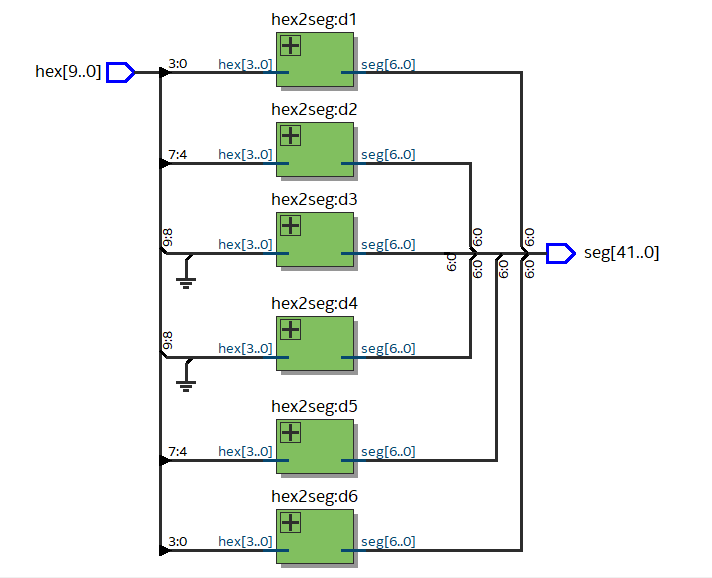 hex2seg:d1
hex[9..0]
3:0
hex[3..0]
seg[6..0]
hex2seg:d2
7:4
hex[3..0]
seg[6..0]
hex2seg:d3
9:8
hex[3..0]
seg[6..0]
6:0
6:0
6:0
6:0
6:0
6:0
seg[41..0]
hex2seg:d4
9:8
hex[3..0]
seg[6..0]
hex2seg:d5
7:4
hex[3..0]
seg[6..0]
hex2seg:d6
3:0
hex[3..0]
seg[6..0]